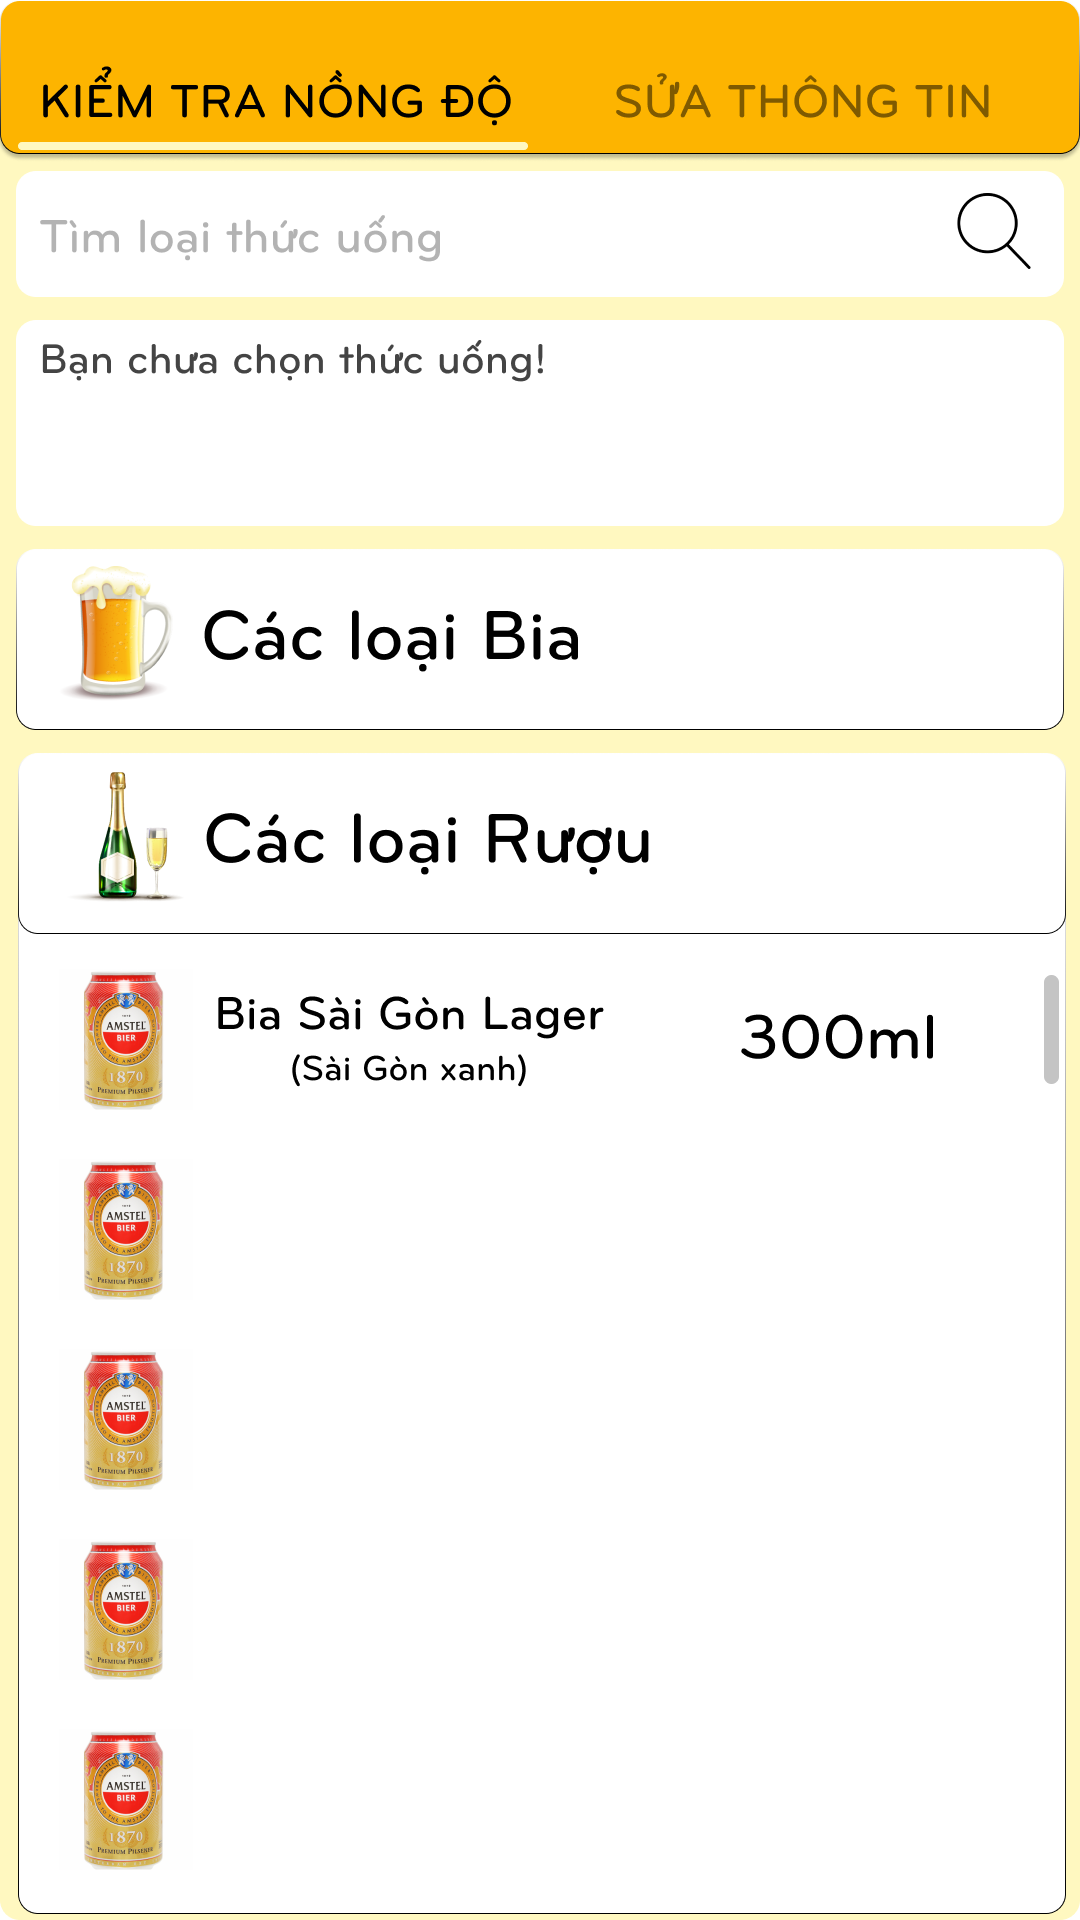 KIỂM TRA NỒNG ĐỘ
SỬA THÔNG TIN
Tìm loại thức uống
Bạn chưa chọn thức uống!
Các loại Bia
Các loại Rượu
AMSTEL
BIER
1870
PREMIUM PILSENER
Bia Sài Gòn Lager
(Sài Gòn xanh)
300ml
AMSTEL
BIER
1870
PREMIUM PILSENER
AMSTEL
BIER
1870
PREMIUM PILSENER
AMSTEL
BIER
1870
PREMIUM PILSENER
AMSTEL
BIER
1870
PREMIUM PILSENER